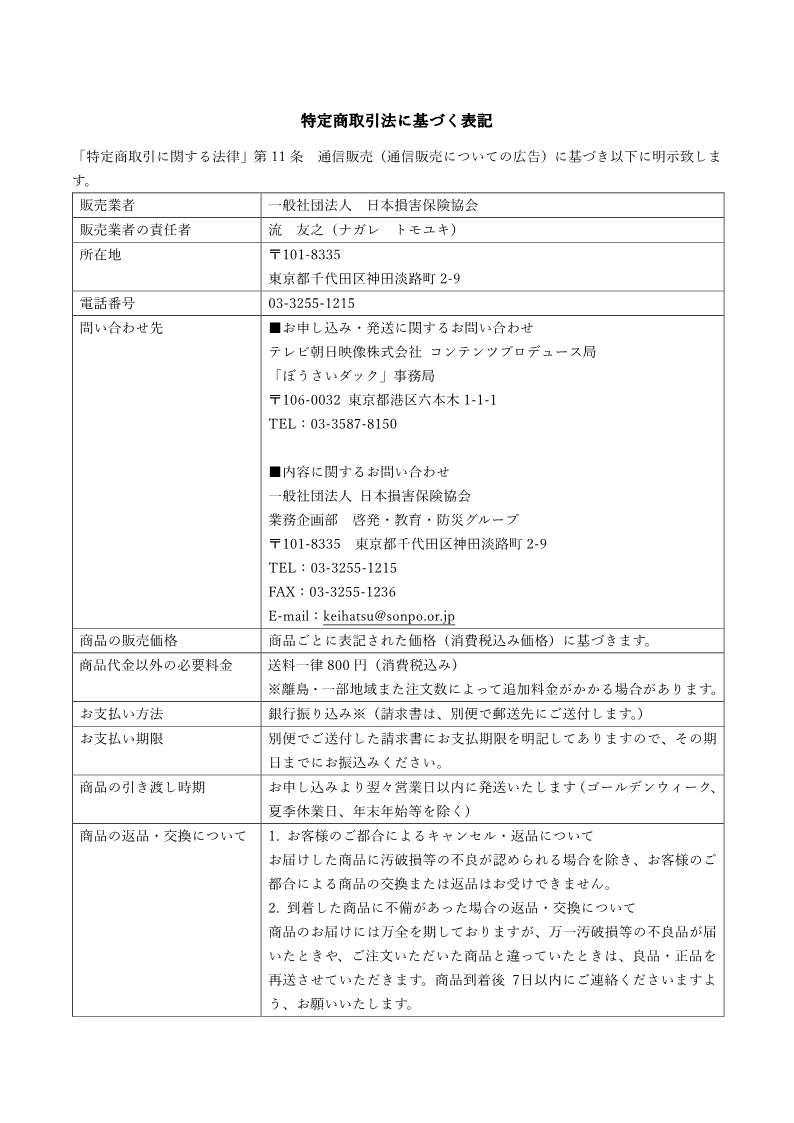 特定商取引法に基づく表記
「特定商取引に関する法律」第 11 条　通信販売（通信販売についての広告）に基づき以下に明示致しま
す。
販売業者　一般社団法人　日本損害保険協会
販売業者の責任者　流　友之（ナガレ　トモユキ）
所在地　〒101-8335
東京都千代田区神田淡路町 2-9
電話番号　03-3255-1215
問い合わせ先　■お申し込み・発送に関するお問い合わせ
テレビ朝日映像株式会社 コンテンツプロデュース局
「ぼうさいダック」事務局
〒106-0032 東京都港区六本木 1-1-1
TEL：03-3587-8150
■内容に関するお問い合わせ
一般社団法人 日本損害保険協会
業務企画部　啓発・教育・防災グループ
〒101-8335　東京都千代田区神田淡路町 2-9
TEL：03-3255-1215
FAX：03-3255-1236
E-mail：keihatsu@sonpo.or.jp
商品の販売価格　商品ごとに表記された価格（消費税込み価格）に基づきます。
商品代金以外の必要料金　送料一律 800 円（消費税込み）
※離島・一部地域また注文数によって追加料金がかかる場合があります。
お支払い方法　銀行振り込み※（請求書は、別便で郵送先にご送付します。）
お支払い期限　別便でご送付した請求書にお支払期限を明記してありますので、その期
日までにお振込みください。
商品の引き渡し時期　お申し込みより翌々営業日以内に発送いたします（ゴールデンウィーク、
夏季休業日、年末年始等を除く）
商品の返品・交換について　1. お客様のご都合によるキャンセル・返品について
お届けした商品に汚破損等の不良が認められる場合を除き、お客様のご
都合による商品の交換または返品はお受けできません。
2. 到着した商品に不備があった場合の返品・交換について
商品のお届けには万全を期しておりますが、万一汚破損等の不良品が届
いたときや、ご注文いただいた商品と違っていたときは、良品・正品を
再送させていただきます。商品到着後 7日以内にご連絡くださいますよ
う、お願いいたします。